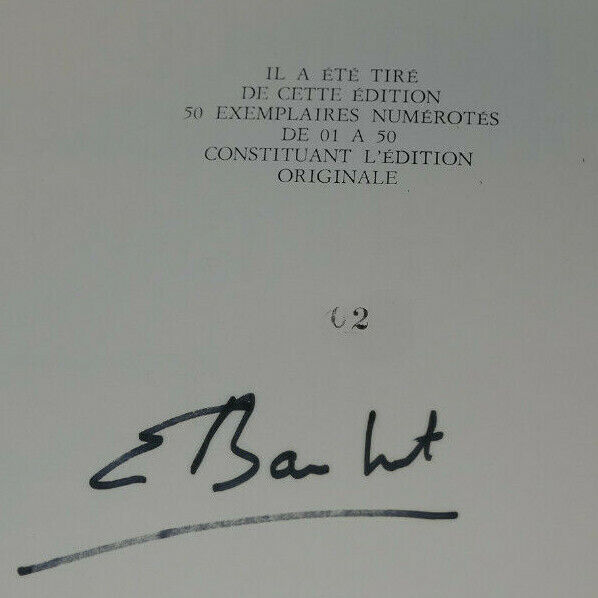 IL A ÉTÉ TIRÉ
DE CETTE ÉDITION
50 EXEMPLAIRES NUMÉROTÉS
DE 01 A 50
CONSTITUANT L'ÉDITION
ORIGINALE
02